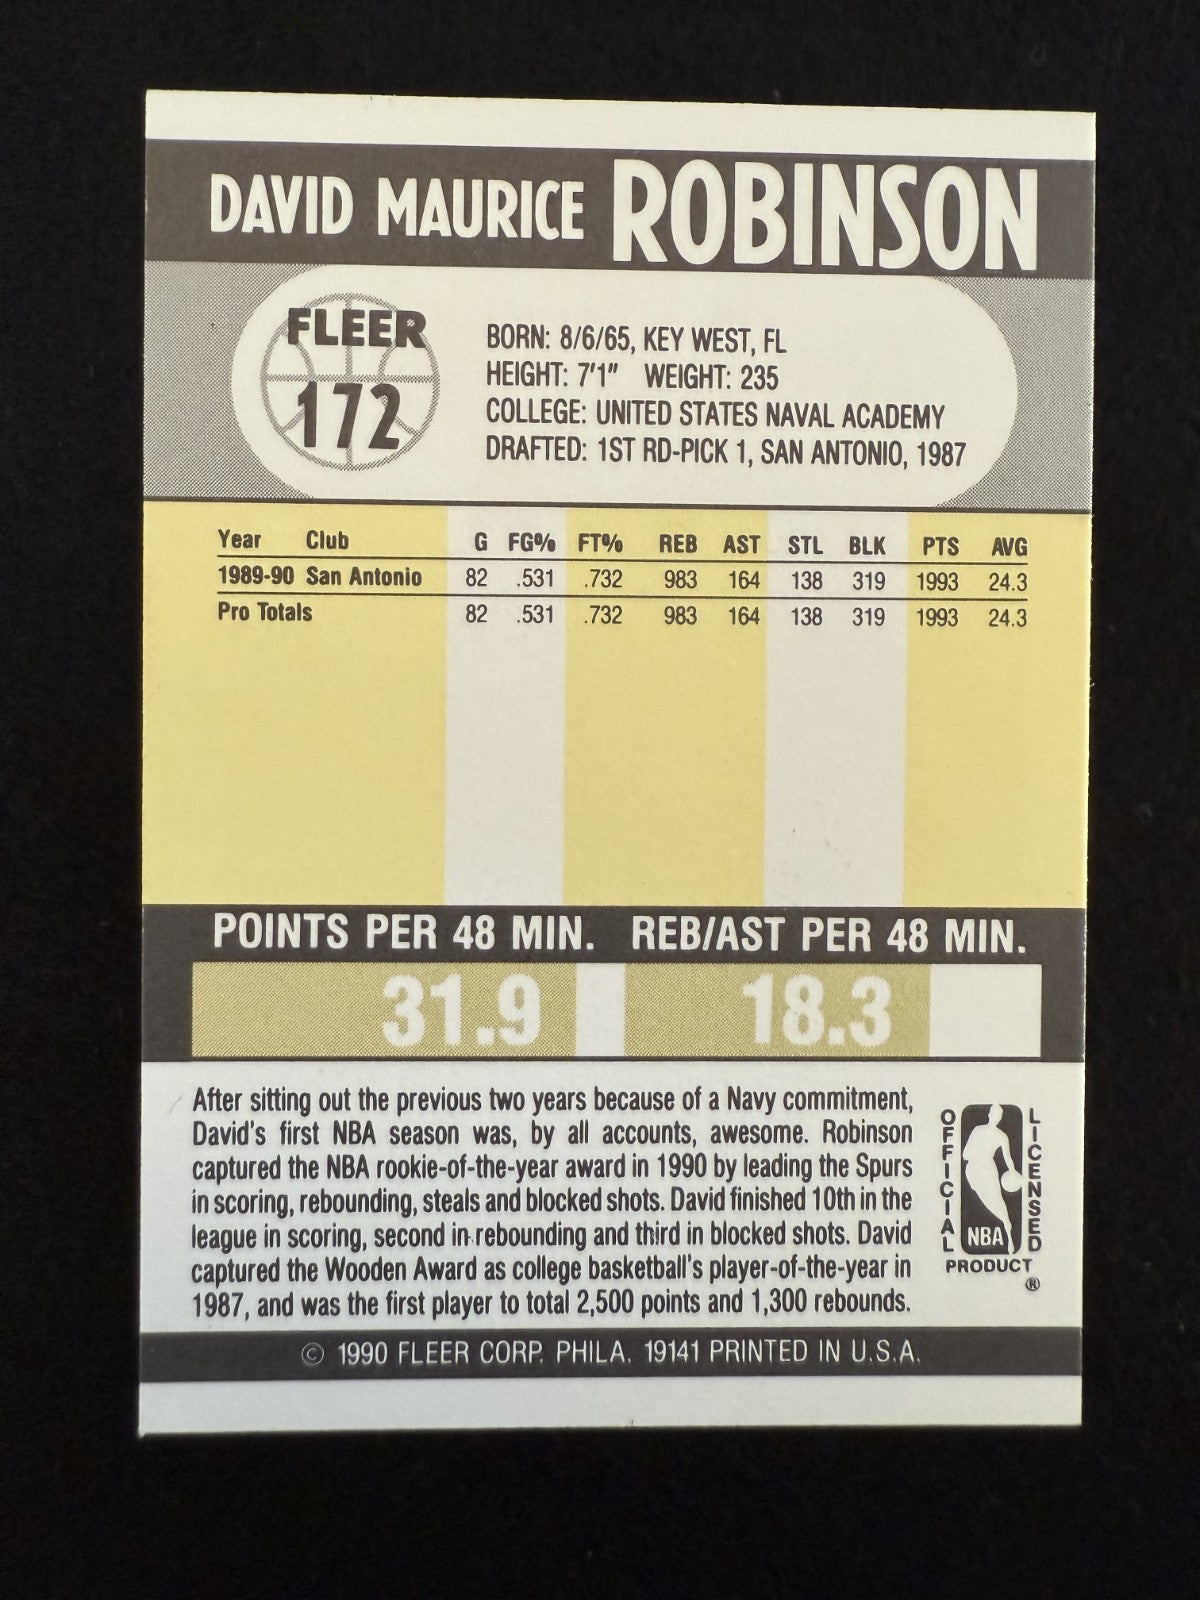 DAVID MAURICE ROBINSON
FLEER
172
BORN: 8/6/65, KEY WEST, FL
HEIGHT: 7'1" WEIGHT: 235
COLLEGE: UNITED STATES NAVAL ACADEMY
DRAFTED: 1ST RD-PICK 1, SAN ANTONIO, 1987
Year Club G FG% FT% REB AST STL BLK PTS AVG
1989-90 San Antonio 82 .531 .732 983 164 138 319 1993 24.3
Pro Totals 82 .531 .732 983 164 138 319 1993 24.3
POINTS PER 48 MIN. REB/AST PER 48 MIN.
31.9 18.3
After sitting out the previous two years because of a Navy commitment,
David's first NBA season was, by all accounts, awesome. Robinson
captured the NBA rookie-of-the-year award in 1990 by leading the Spurs
in scoring, rebounding, steals and blocked shots. David finished 10th in the
league in scoring, second in rebounding and third in blocked shots. David
captured the Wooden Award as college basketball's player-of-the-year in
1987, and was the first player to total 2,500 points and 1,300 rebounds.
OFFICIAL
LICENSED
NBA
PRODUCT
®
© 1990 FLEER CORP. PHILA. 19141 PRINTED IN U.S.A.